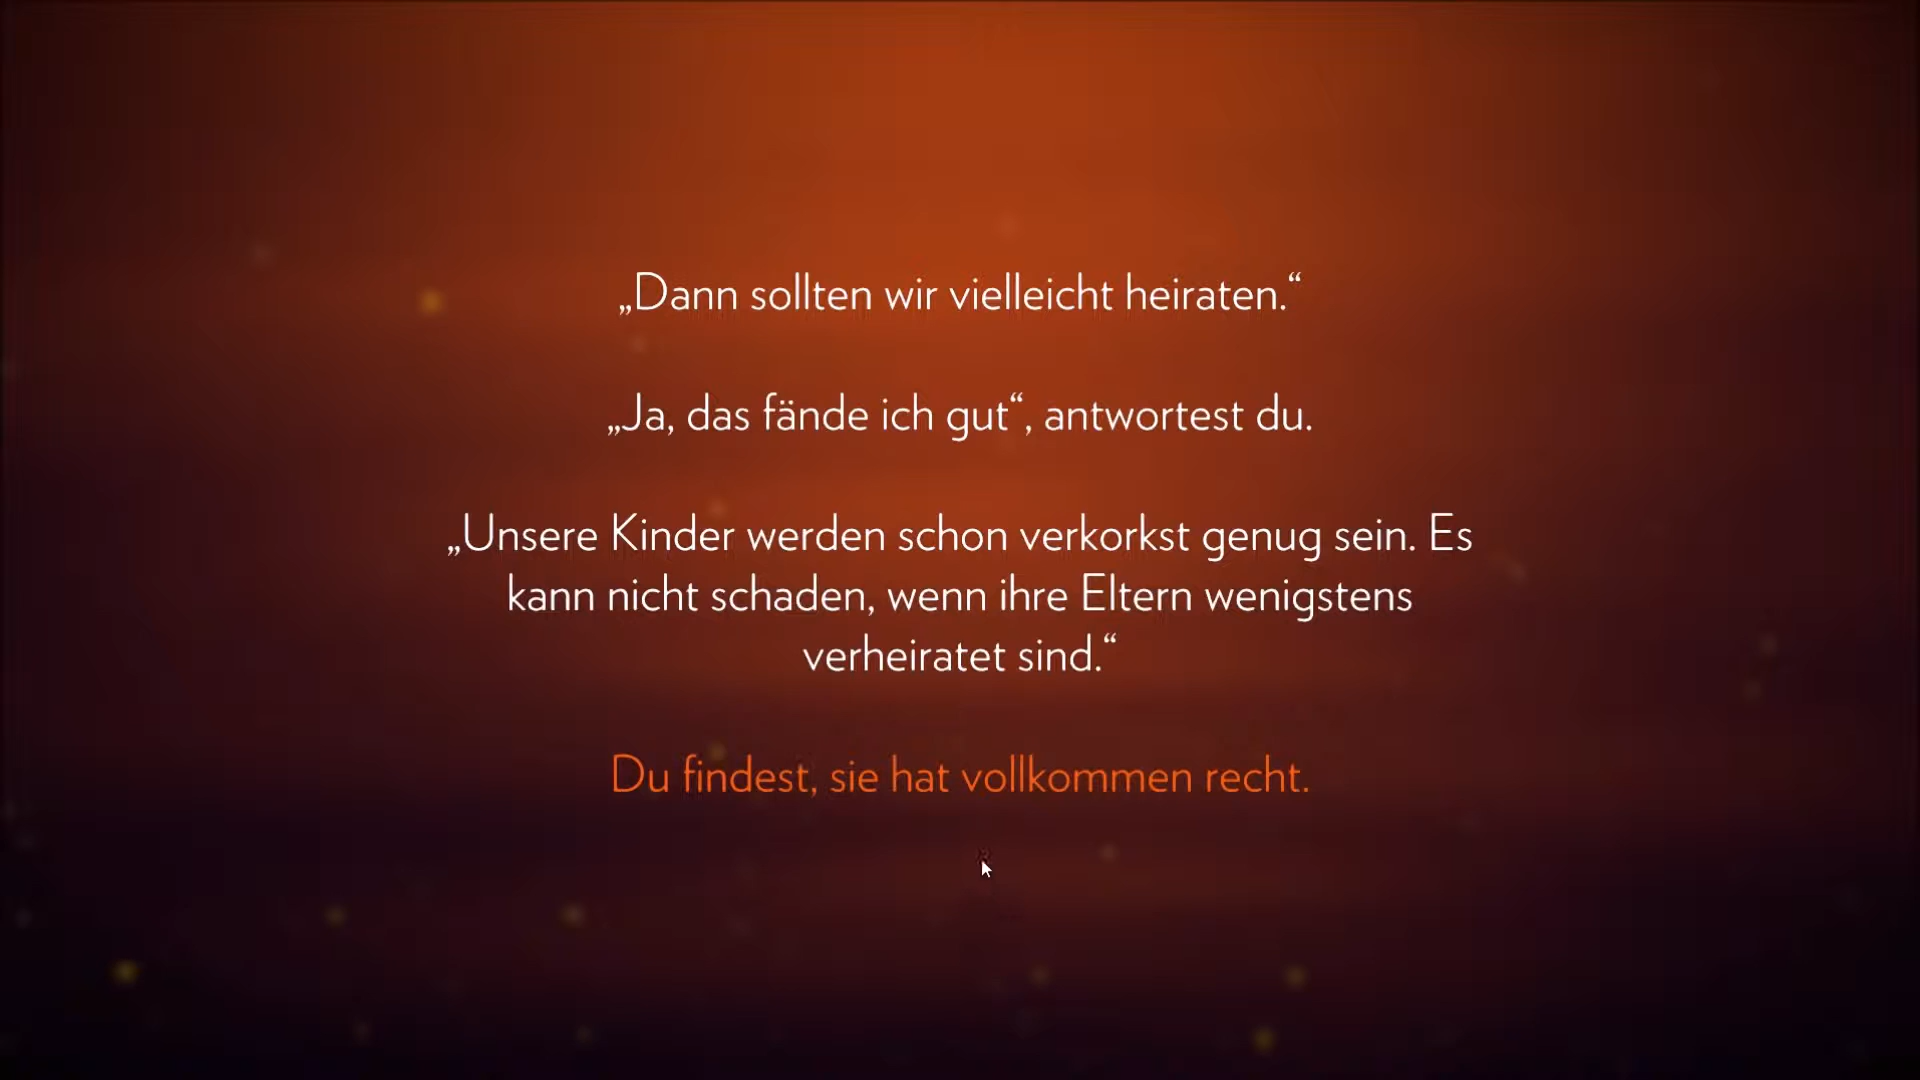 „Dann sollten wir vielleicht heiraten.“
„Ja, das fände ich gut“, antwortest du.
„Unsere Kinder werden schon verkorkst genug sein. Es
kann nicht schaden, wenn ihre Eltern wenigstens
verheiratet sind.“
Du findest, sie hat vollkommen recht.